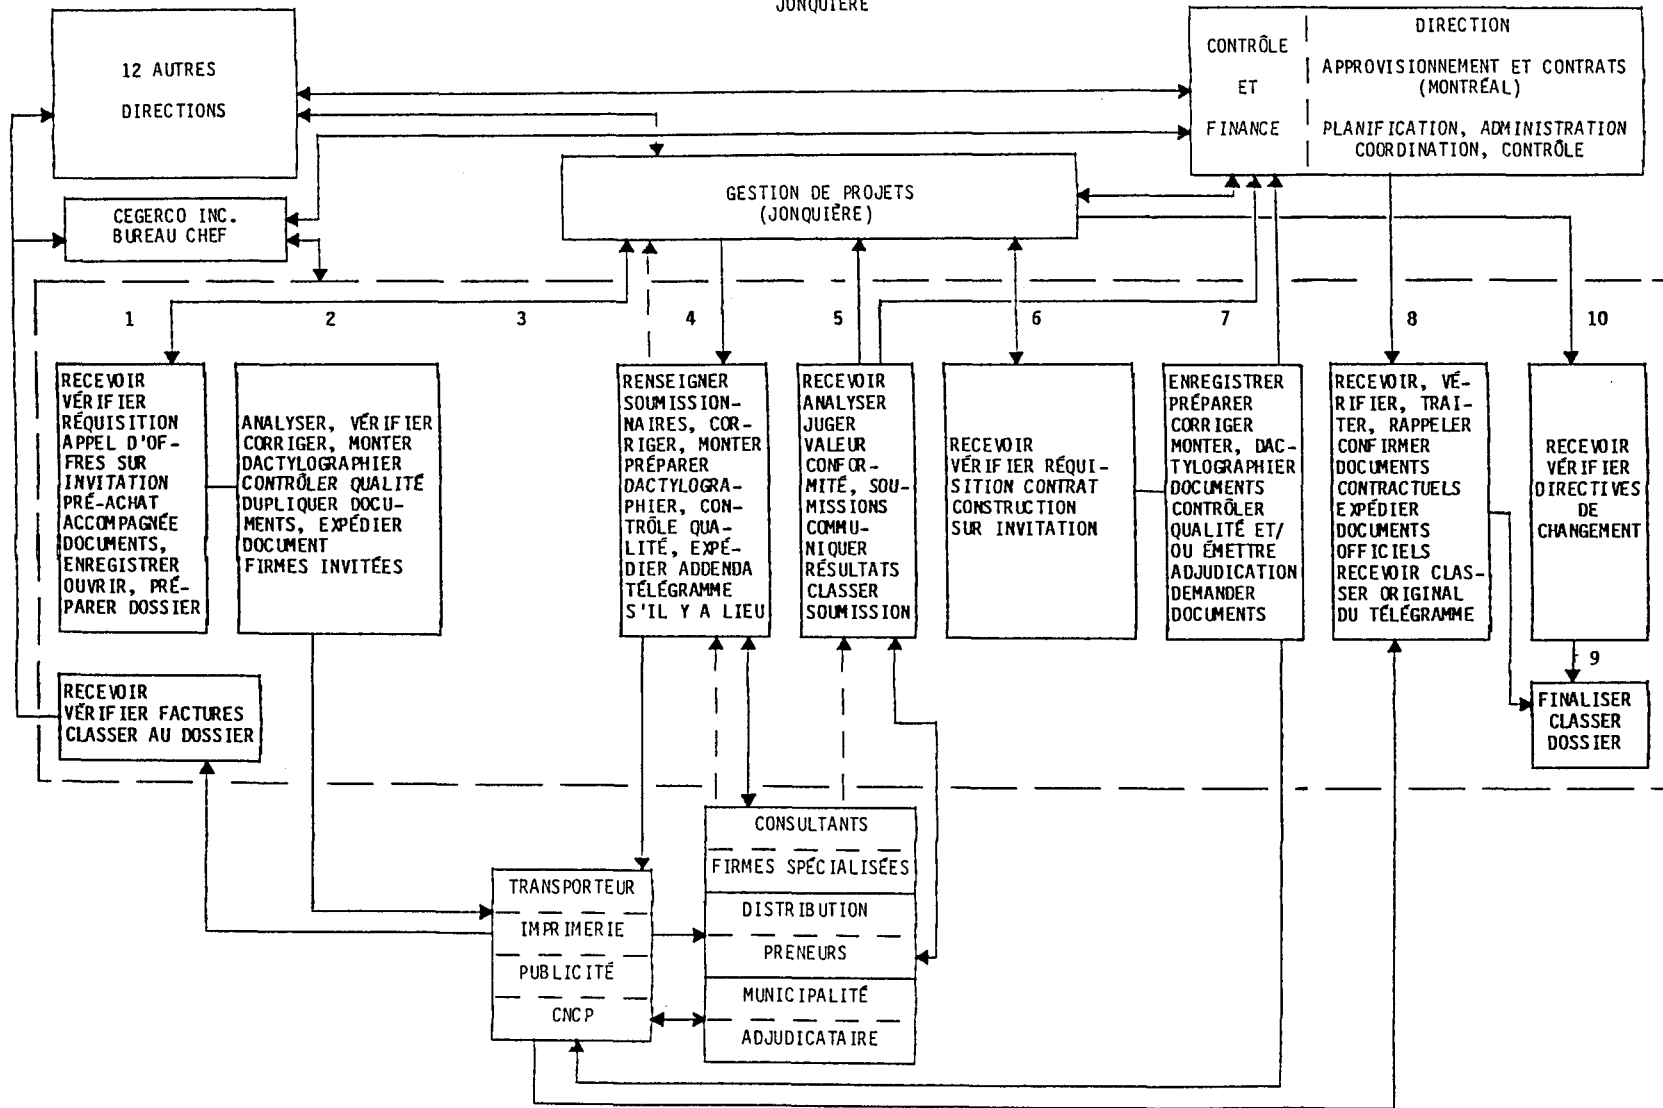 JONQUIÈRE
12 AUTRES
DIRECTIONS
CONTRÔLE
ET
FINANCE
DIRECTION
APPROVISIONNEMENT ET CONTRATS
(MONTRÉAL)
PLANIFICATION, ADMINISTRATION
COORDINATION, CONTRÔLE
GESTION DE PROJETS
(JONQUIÈRE)
CEGERCO INC.
BUREAU CHEF
1
2
3
4
5
6
7
8
10
RECEVOIR
VÉRIFIER
RÉQUISITION
APPEL D'OF-
FRES SUR
INVITATION
PRÉ-ACHAT
ACCOMPAGNÉE
DOCUMENTS,
ENREGISTRER
OUVRIR, PRÉ-
PARER DOSSIER
ANALYSER, VÉRIFIER
CORRIGER, MONTER
DACTYLOGRAPHIER
CONTRÔLER QUALITÉ
DUPLIQUER DOCU-
MENTS, EXPÉDIER
DOCUMENT
FIRMES INVITÉES
RENSEIGNER
SOUMISSION-
NAIRES, COR-
RIGER, MONTER
PRÉPARER
DACTYLOGRA-
PHIER, CON-
TRÔLE QUA-
LITÉ, EXPÉ-
DIER ADDENDA
TÉLÉGRAMME
S'IL Y A LIEU
RECEVOIR
ANALYSER
JUGER
VALEUR
CONFOR-
MITÉ, SOU-
MISSIONS
COMMU-
NIQUER
RÉSULTATS
CLASSER
SOUMISSION
RECEVOIR
VÉRIFIER RÉQUI-
SITION CONTRAT
CONSTRUCTION
SUR INVITATION
ENREGISTRER
PRÉPARER
CORRIGER
MONTER, DAC-
TYLOGRAPHIER
DOCUMENTS
CONTRÔLER
QUALITÉ ET/
OU ÉMETTRE
ADJUDICATION
DEMANDER
DOCUMENTS
RECEVOIR, VÉ-
RIFIER, TRAI-
TER, RAPPELER
CONFIRMER
DOCUMENTS
CONTRACTUELS
EXPÉDIER
DOCUMENTS
OFFICIELS
RECEVOIR CLAS-
SER ORIGINAL
DU TÉLÉGRAMME
RECEVOIR
VÉRIFIER
DIRECTIVES
DE
CHANGEMENT
9
RECEVOIR
VÉRIFIER FACTURES
CLASSER AU DOSSIER
FINALISER
CLASSER
DOSSIER
TRANSPORTEUR
IMPRIMERIE
PUBLICITÉ
CNCP
CONSULTANTS
FIRMES SPÉCIALISÉES
DISTRIBUTION
PRENEURS
MUNICIPALITÉ
ADJUDICATAIRE